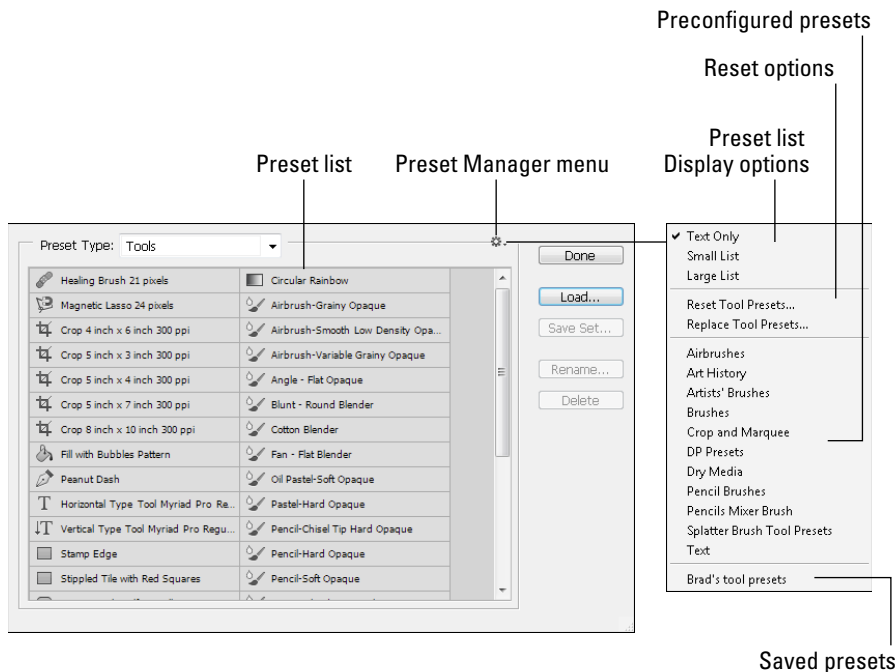 Preconfigured presets
Reset options
Preset list
Display options
Preset list
Preset Manager menu
Preset Type: Tools
Healing Brush 21 pixels
Magnetic Lasso 24 pixels
Crop 4 inch x 6 inch 300 ppi
Crop 5 inch x 3 inch 300 ppi
Crop 5 inch x 4 inch 300 ppi
Crop 5 inch x 7 inch 300 ppi
Crop 8 inch x 10 inch 300 ppi
Fill with Bubbles Pattern
Peanut Dash
Horizontal Type Tool Myriad Pro Re...
Vertical Type Tool Myriad Pro Regu...
Stamp Edge
Stippled Tile with Red Squares
Circular Rainbow
Airbrush-Grainy Opaque
Airbrush-Smooth Low Density Opa...
Airbrush-Variable Grainy Opaque
Angle - Flat Opaque
Blunt - Round Blender
Cotton Blender
Fan - Flat Blender
Oil Pastel-Soft Opaque
Pastel-Hard Opaque
Pencil-Chisel Tip Hard Opaque
Pencil-Hard Opaque
Pencil-Soft Opaque
Done
Load...
Save Set...
Rename...
Delete
Text Only
Small List
Large List
Reset Tool Presets...
Replace Tool Presets...
Airbrushes
Art History
Artists' Brushes
Brushes
Crop and Marquee
DP Presets
Dry Media
Pencil Brushes
Pencils Mixer Brush
Splatter Brush Tool Presets
Text
Brad's tool presets
Saved presets